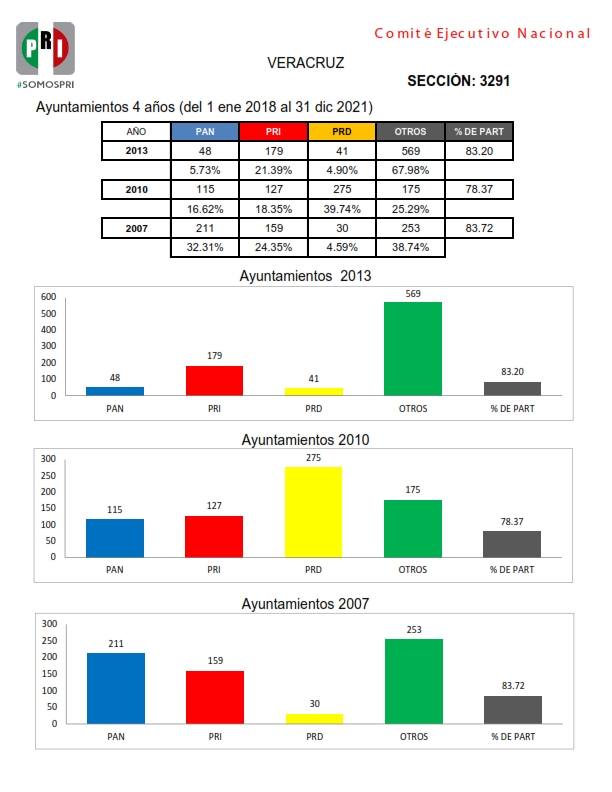 Comité Ejecutivo Nacional
PRI
#SOMOSPRI
VERACRUZ
SECCIÓN: 3291
Ayuntamientos 4 años (del 1 ene 2018 al 31 dic 2021)
AÑO PAN PRI PRD OTROS % DE PART
2013 48 179 41 569 83.20
5.73% 21.39% 4.90% 67.98%
2010 115 127 275 175 78.37
16.62% 18.35% 39.74% 25.29%
2007 211 159 30 253 83.72
32.31% 24.35% 4.59% 38.74%
Ayuntamientos 2013
600
500
400
300
200
100
0
48 179 41 569 83.20
PAN PRI PRD OTROS % DE PART
Ayuntamientos 2010
300
250
200
150
100
50
0
115 127 275 175 78.37
PAN PRI PRD OTROS % DE PART
Ayuntamientos 2007
300
250
200
150
100
50
0
211 159 30 253 83.72
PAN PRI PRD OTROS % DE PART